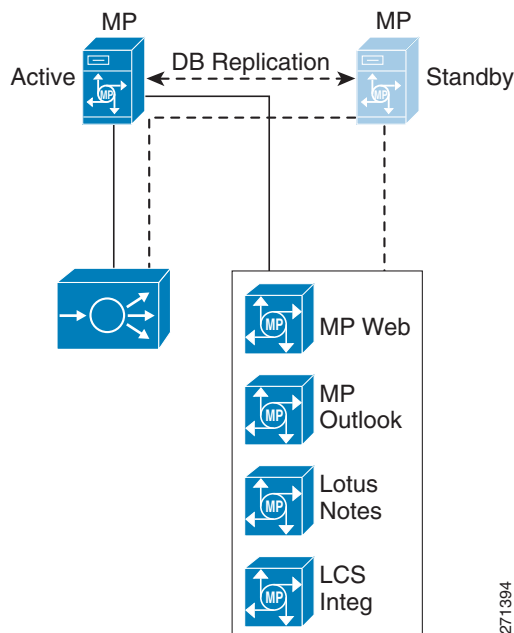 MP
MP
Active
MP
DB Replication
MP
Standby
MP
MP Web
MP
MP
Outlook
MP
Lotus
Notes
MP
LCS
Integ
271394